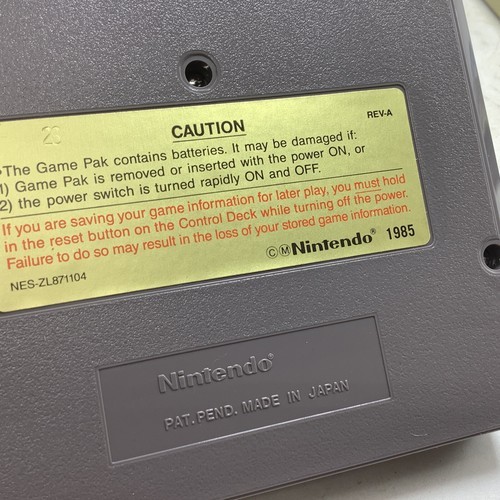 23
CAUTION
REV-A
•The Game Pak contains batteries. It may be damaged if:
1) Game Pak is removed or inserted with the power ON, or
2) the power switch is turned rapidly ON and OFF.
If you are saving your game information for later play, you must hold
in the reset button on the Control Deck while turning off the power.
Failure to do so may result in the loss of your stored game information.
©ⓂNintendo® 1985
NES-ZL871104
Nintendo®
PAT. PEND. MADE IN JAPAN